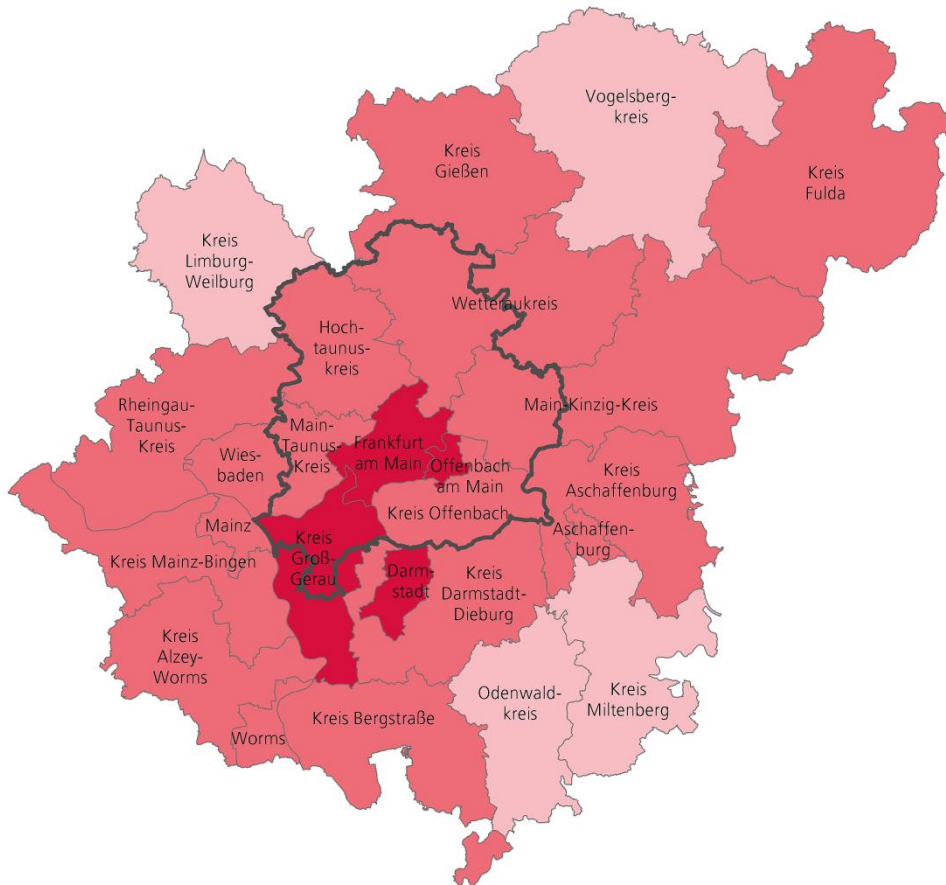 Vogelsberg-
kreis
Kreis
Gießen
Kreis
Fulda
Kreis
Limburg-
Weilburg
Wetteraukreis
Hoch-
taunus-
kreis
Rheingau-
Taunus-
Kreis
Main-Kinzig-Kreis
Main-
Taunus-
Kreis
Frankfurt
am Main
Wies-
baden
Offenbach
am Main
Kreis
Aschaffenburg
Kreis Offenbach
Mainz
Aschaffen-
burg
Kreis
Groß-
Gerau
Kreis Mainz-Bingen
Darm-
stadt
Kreis
Darmstadt-
Dieburg
Kreis
Alzey-
Worms
Odenwald-
kreis
Kreis
Miltenberg
Kreis Bergstraße
Worms